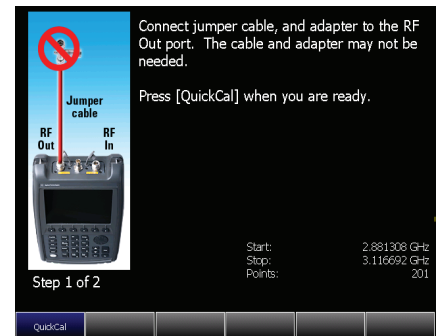 Connect jumper cable, and adapter to the RF
Out port. The cable and adapter may not be
needed.
Press [QuickCal] when you are ready.
Jumper
cable
RF
Out
RF
In
Step 1 of 2
Start: 2.881308 GHz
Stop: 3.116692 GHz
Points: 201
QuickCal